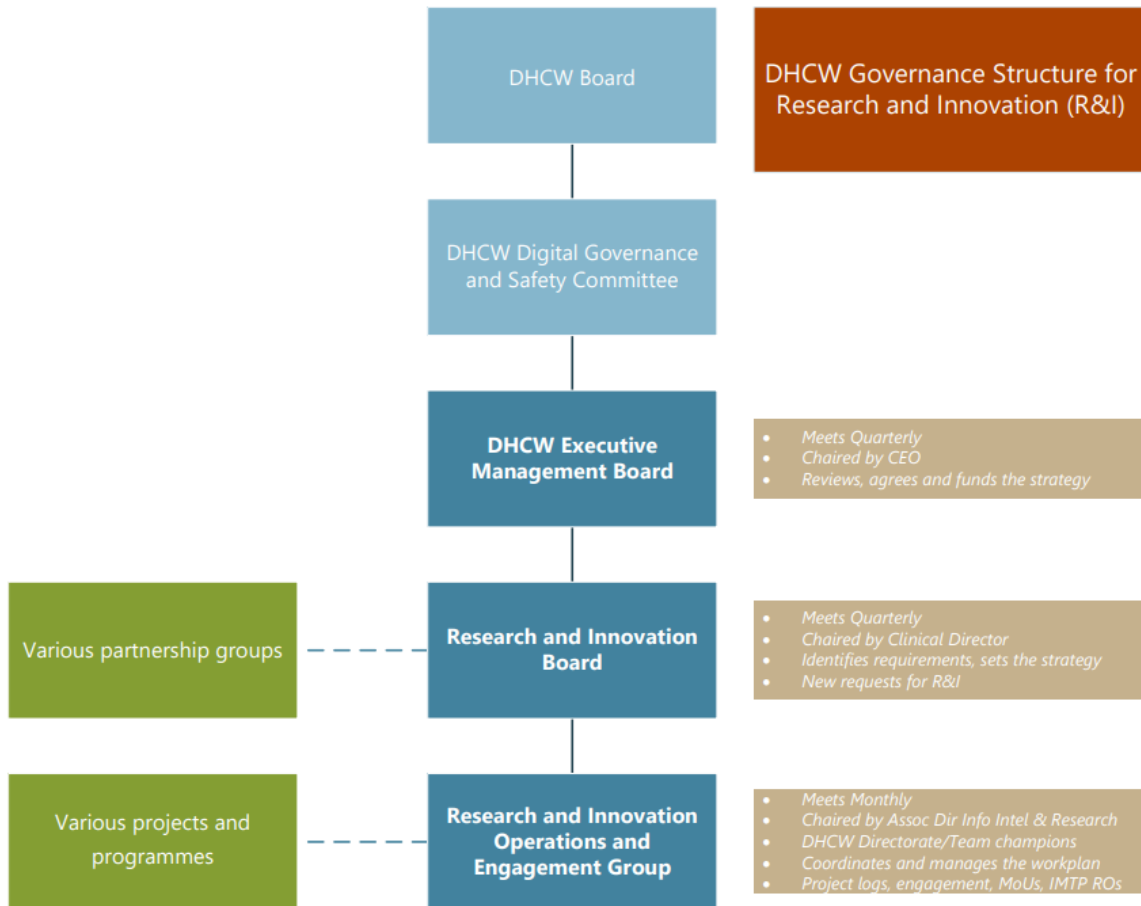 DHCW Board
DHCW Governance Structure for
Research and Innovation (R&I)
DHCW Digital Governance
and Safety Committee
DHCW Executive
Management Board
• Meets Quarterly
• Chaired by CEO
• Reviews, agrees and funds the strategy
Various partnership groups
Research and Innovation
Board
• Meets Quarterly
• Chaired by Clinical Director
• Identifies requirements, sets the strategy
• New requests for R&I
Various projects and
programmes
Research and Innovation
Operations and
Engagement Group
• Meets Monthly
• Chaired by Assoc Dir Info Intel & Research
• DHCW Directorate/Team champions
• Coordinates and manages the workplan
• Project logs, engagement, MoUs, IMTP ROs